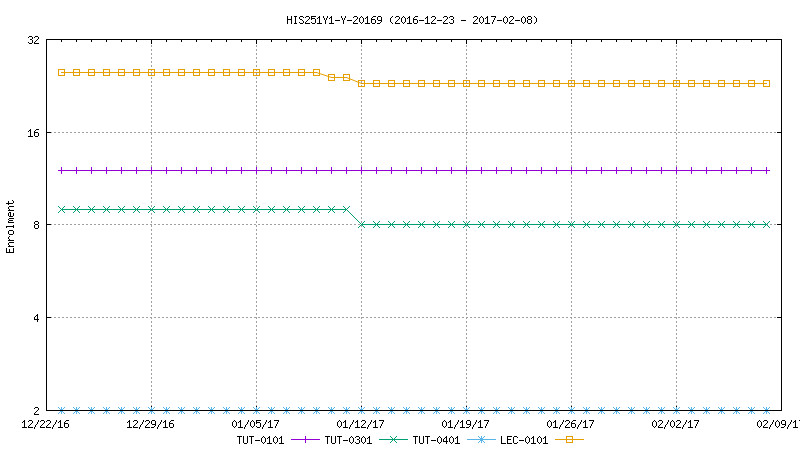 HIS251Y1-Y-20169 (2016-12-23 - 2017-02-08)
32
16
8
4
2
Enrolment
12/22/16 12/29/16 01/05/17 01/12/17 01/19/17 01/26/17 02/02/17 02/09/1
TUT-0101 TUT-0301 TUT-0401 LEC-0101